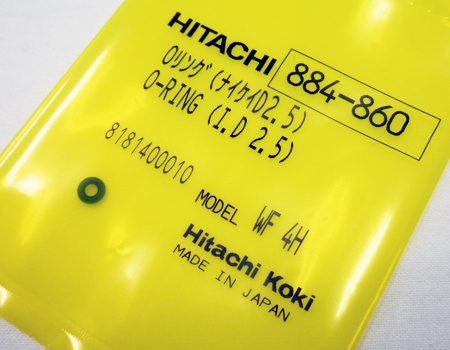 HITACHI 884-860
Oリング(ナイケイD2.5)
O-RING (I.D 2.5)
8181400010
MODEL WF 4H
Hitachi Koki
MADE IN JAPAN